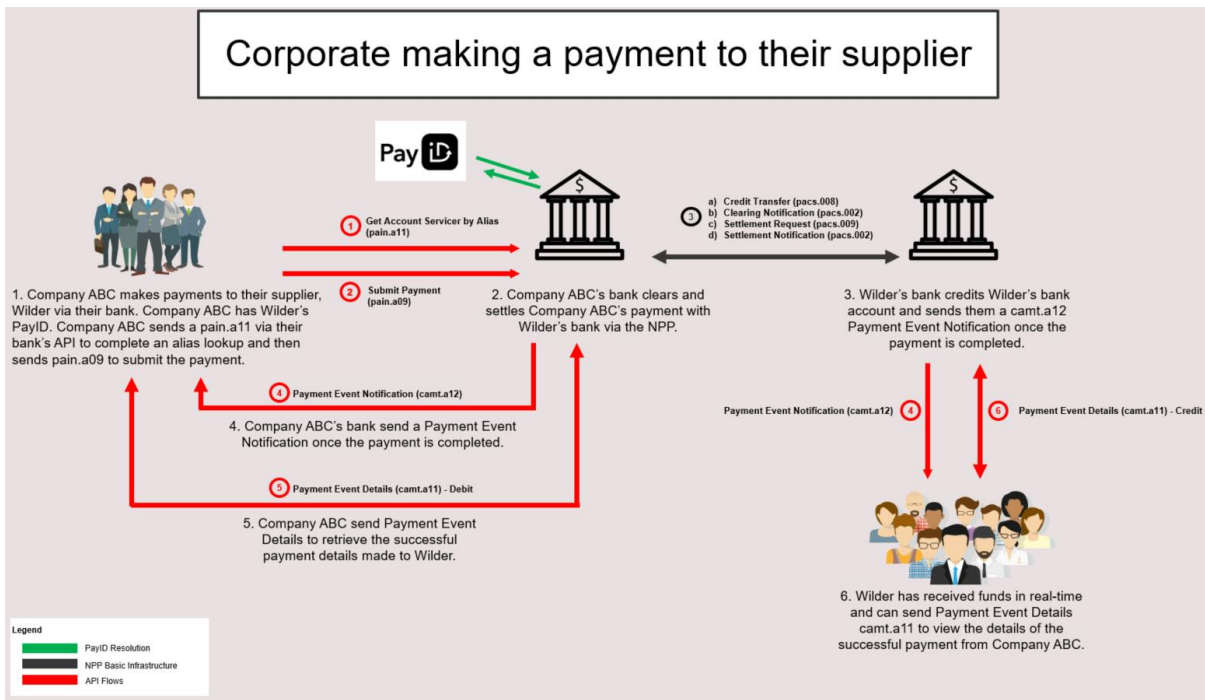 Corporate making a payment to their supplier
Pay iD
$
$
1 Get Account Servicer by Alias
(pain.a11)
2 Submit Payment
(pain.a09)
3
a) Credit Transfer (pacs.008)
b) Clearing Notification (pacs.002)
c) Settlement Request (pacs.009)
d) Settlement Notification (pacs.002)
1. Company ABC makes payments to their supplier,
Wilder via their bank. Company ABC has Wilder's
PayID. Company ABC sends a pain.a11 via their
bank's API to complete an alias lookup and then
sends pain.a09 to submit the payment.
2. Company ABC's bank clears and
settles Company ABC's payment with
Wilder's bank via the NPP.
3. Wilder's bank credits Wilder's bank
account and sends them a camt.a12
Payment Event Notification once the
payment is completed.
4 Payment Event Notification (camt.a12)
4. Company ABC's bank send a Payment Event
Notification once the payment is completed.
5 Payment Event Details (camt.a11) - Debit
5. Company ABC send Payment Event
Details to retrieve the successful
payment details made to Wilder.
Payment Event Notification (camt.a12) 4
6 Payment Event Details (camt.a11) - Credit
6. Wilder has received funds in real-time
and can send Payment Event Details
camt.a11 to view the details of the
successful payment from Company ABC.
Legend
PayID Resolution
NPP Basic Infrastructure
API Flows